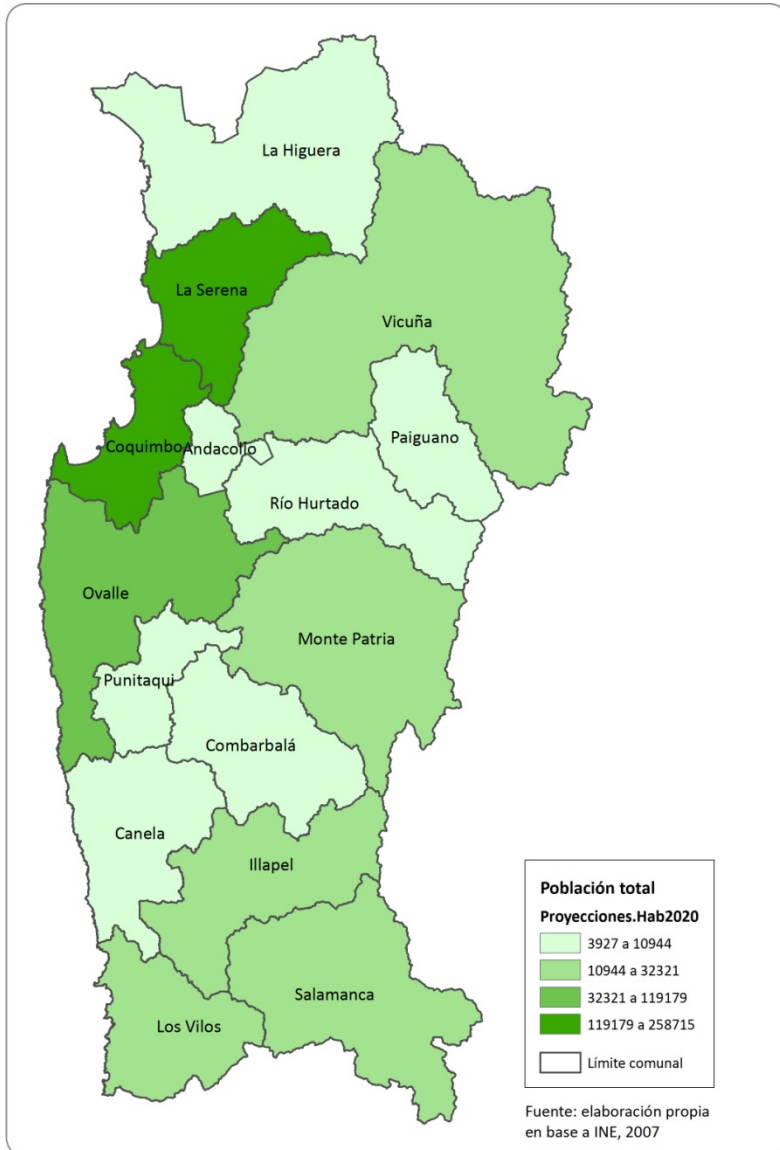 La Higuera
La Serena
Vicuña
Paiguano
Coquimbo
Andacollo
Río Hurtado
Ovalle
Monte Patria
Punitaqui
Combarbalá
Canela
Illapel
Salamanca
Los Vilos
Población total
Proyecciones.Hab2020
3927 a 10944
10944 a 32321
32321 a 119179
119179 a 258715
Límite comunal
Fuente: elaboración propia
en base a INE, 2007